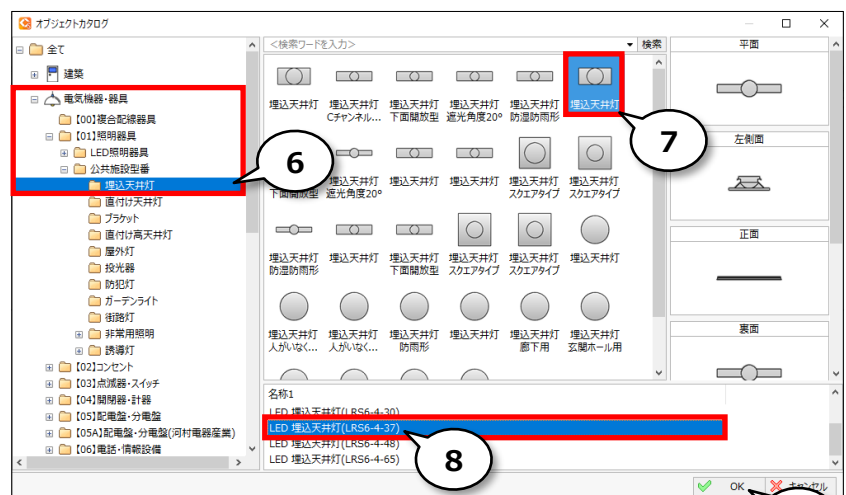 オブジェクトカタログ
全て
建築
電気機器・器具
【00】複合配線器具
【01】照明器具
LED照明器具
公共施設型番
埋込天井灯
直付け天井灯
ブラケット
直付け高天井灯
屋外灯
投光器
防犯灯
ガーデンライト
街路灯
非常用照明
誘導灯
【02】コンセント
【03】点滅器・スイッチ
【04】開閉器・計器
【05】配電盤・分電盤
【05A】配電盤・分電盤(河村電器産業)
【06】電話・情報設備
6
<検索ワードを入力>
検索
埋込天井灯
埋込天井灯
Cチャンネル...
埋込天井灯
下面開放型
埋込天井灯
遮光角度20°
埋込天井灯
防湿防雨形
埋込天井灯
7
下面開放型
埋込天井灯
遮光角度20°
埋込天井灯
埋込天井灯
埋込天井灯
スクエアタイプ
埋込天井灯
スクエアタイプ
埋込天井灯
防湿防雨形
埋込天井灯
埋込天井灯
下面開放型
埋込天井灯
スクエアタイプ
埋込天井灯
スクエアタイプ
埋込天井灯
埋込天井灯
人がいなく...
埋込天井灯
人がいなく...
埋込天井灯
防雨形
埋込天井灯
埋込天井灯
廊下用
埋込天井灯
玄関ホール用
名称1
LED 埋込天井灯(LRS6-4-30)
LED 埋込天井灯(LRS6-4-37)
LED 埋込天井灯(LRS6-4-48)
LED 埋込天井灯(LRS6-4-65)
8
平面
左側面
正面
裏面
OK
キャンセル